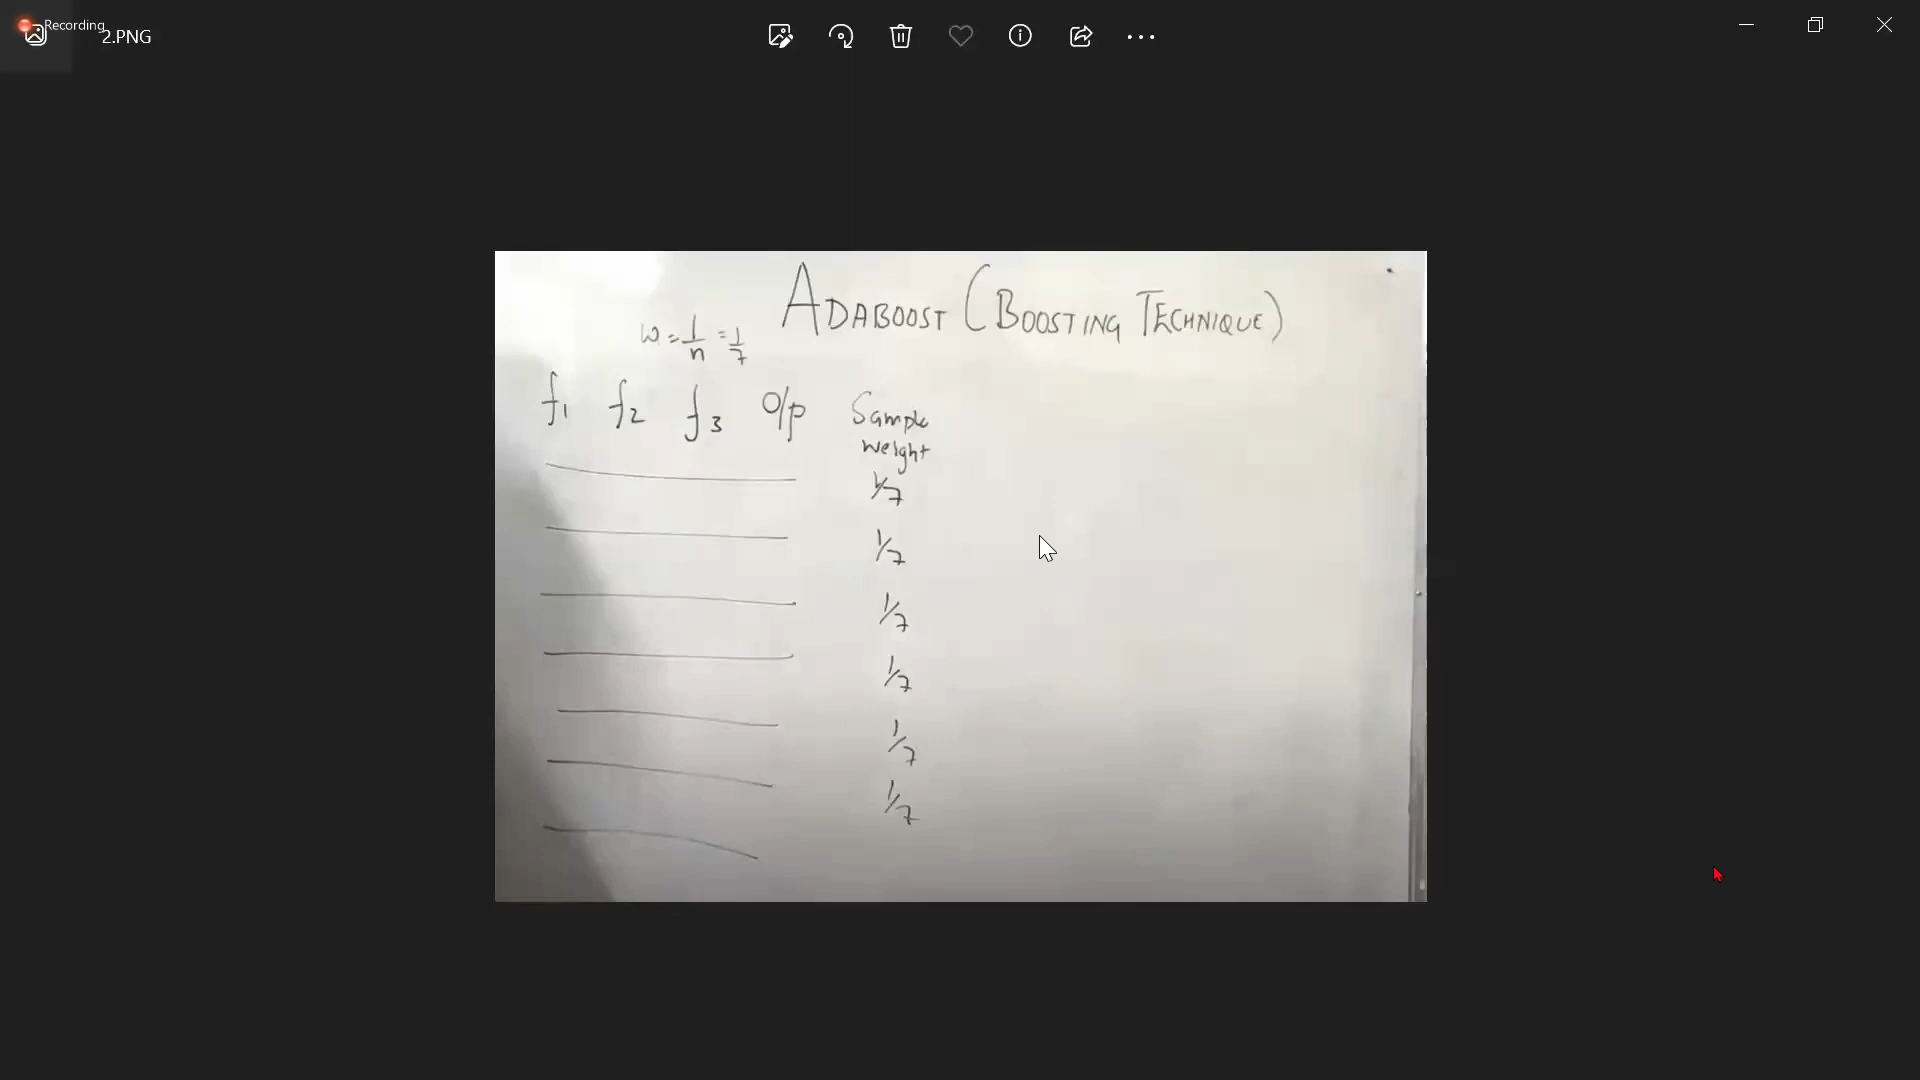 Recording
2.PNG
ADABOOST (BOOSTING TECHNIQUE)
w = 1/n = 1/7
f1 f2 f3 O/p Sample
weight
1/7
1/7
1/7
1/7
1/7
1/7